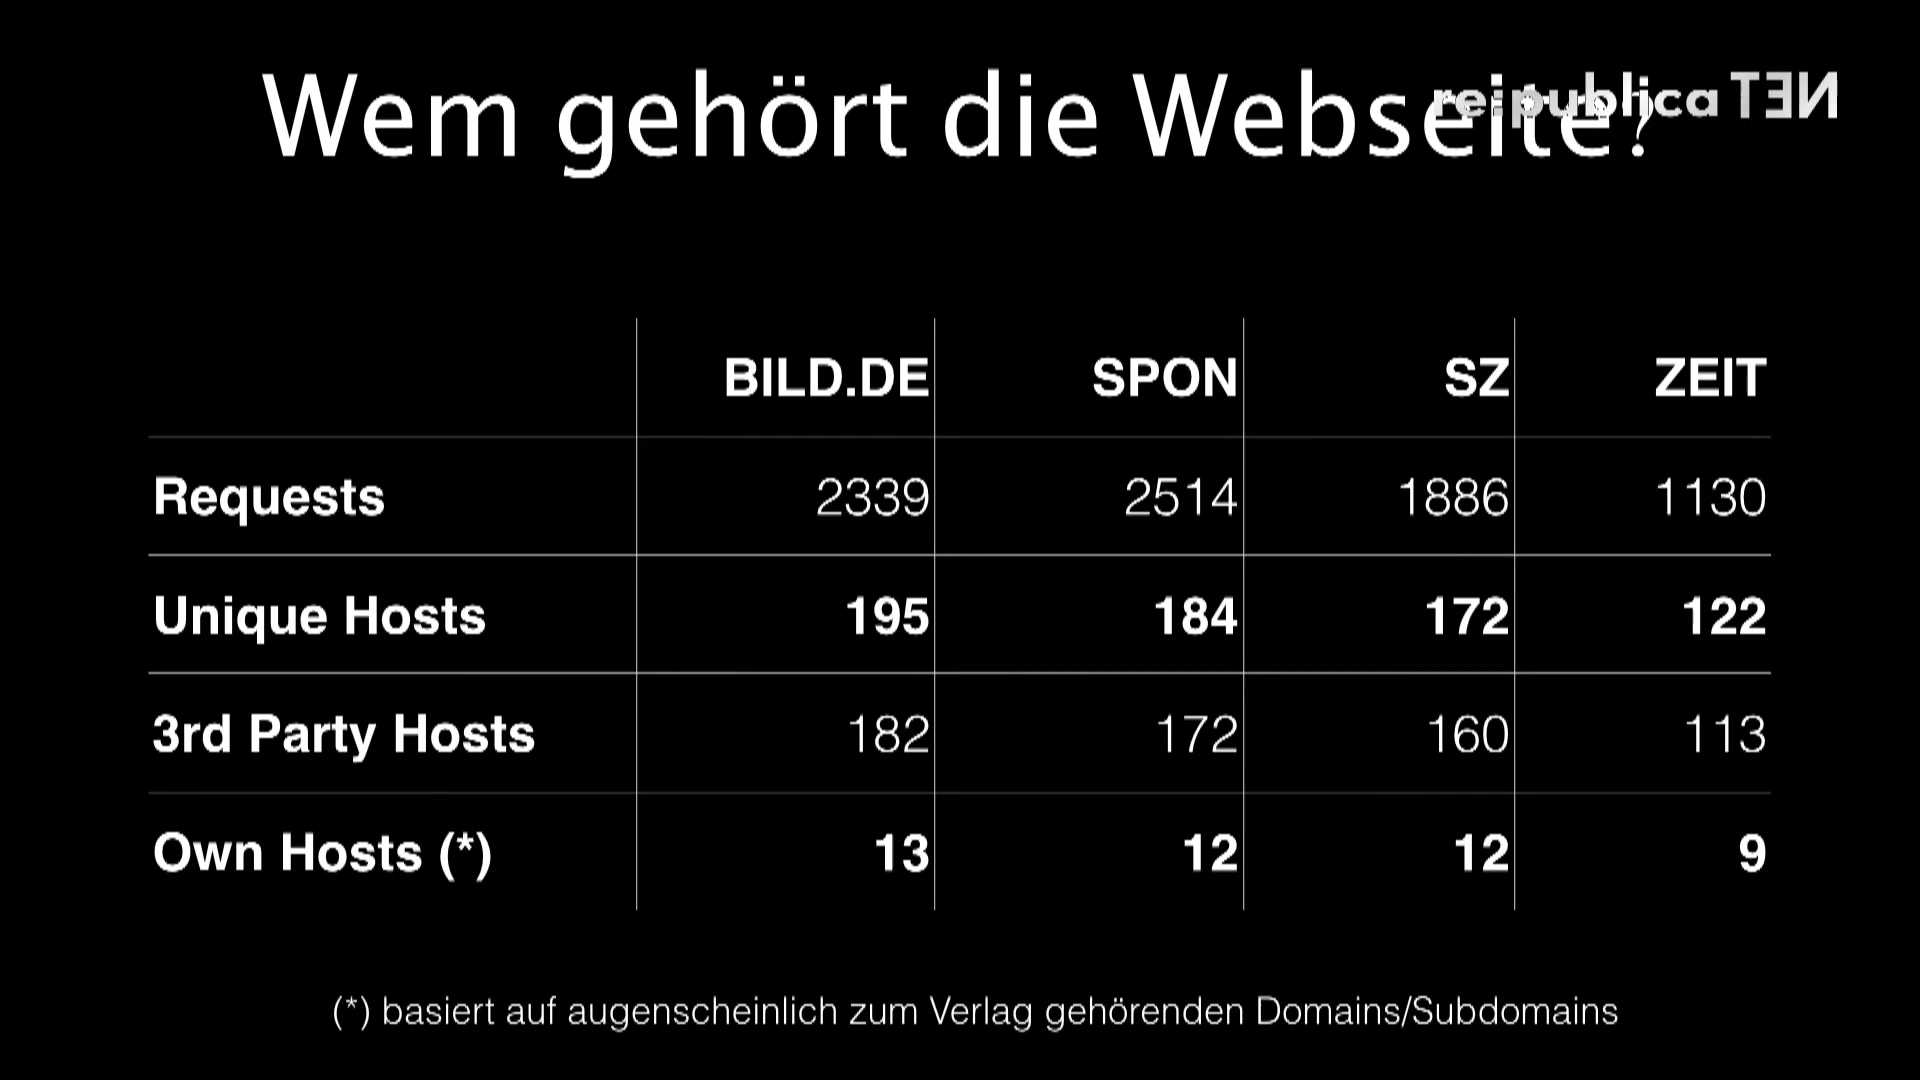 Wem gehört die Webseite?
re:publica TEN
BILD.DE SPON SZ ZEIT
Requests 2339 2514 1886 1130
Unique Hosts 195 184 172 122
3rd Party Hosts 182 172 160 113
Own Hosts (*) 13 12 12 9
(*) basiert auf augenscheinlich zum Verlag gehörenden Domains/Subdomains